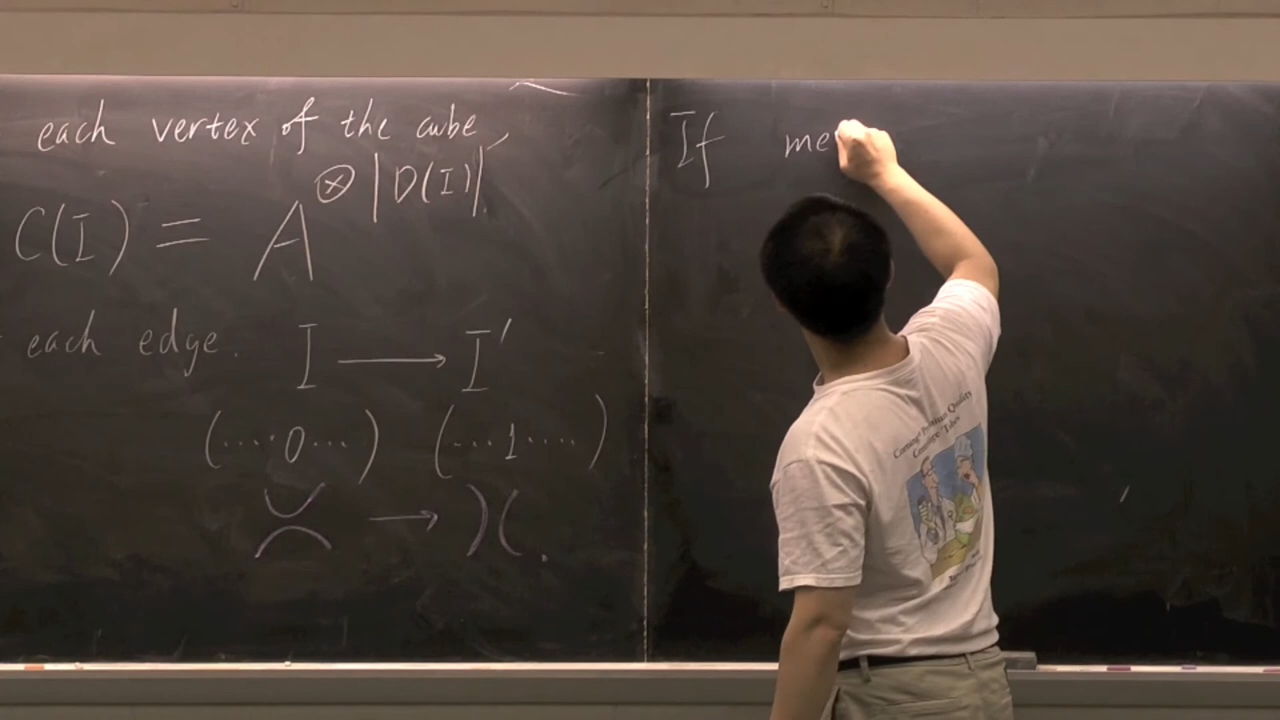 each vertex of the cube,
C(I) = A^{⊗|D(I)|}.
each edge. I ⟶ I'
(....0...) (...1....)
→
If me